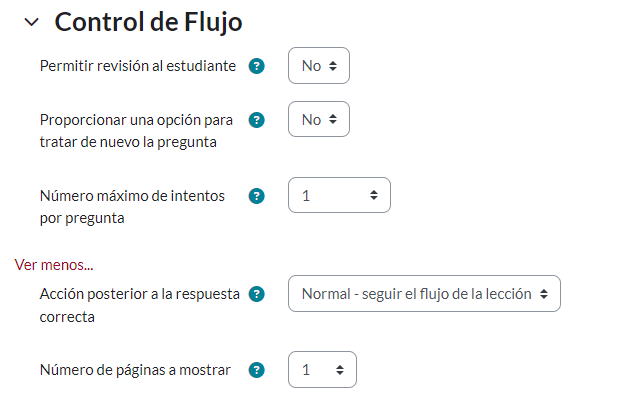 Control de Flujo
Permitir revisión al estudiante ? No
Proporcionar una opción para ? No
tratar de nuevo la pregunta
Número máximo de intentos ? 1
por pregunta
Ver menos...
Acción posterior a la respuesta ? Normal - seguir el flujo de la lección
correcta
Número de páginas a mostrar ? 1